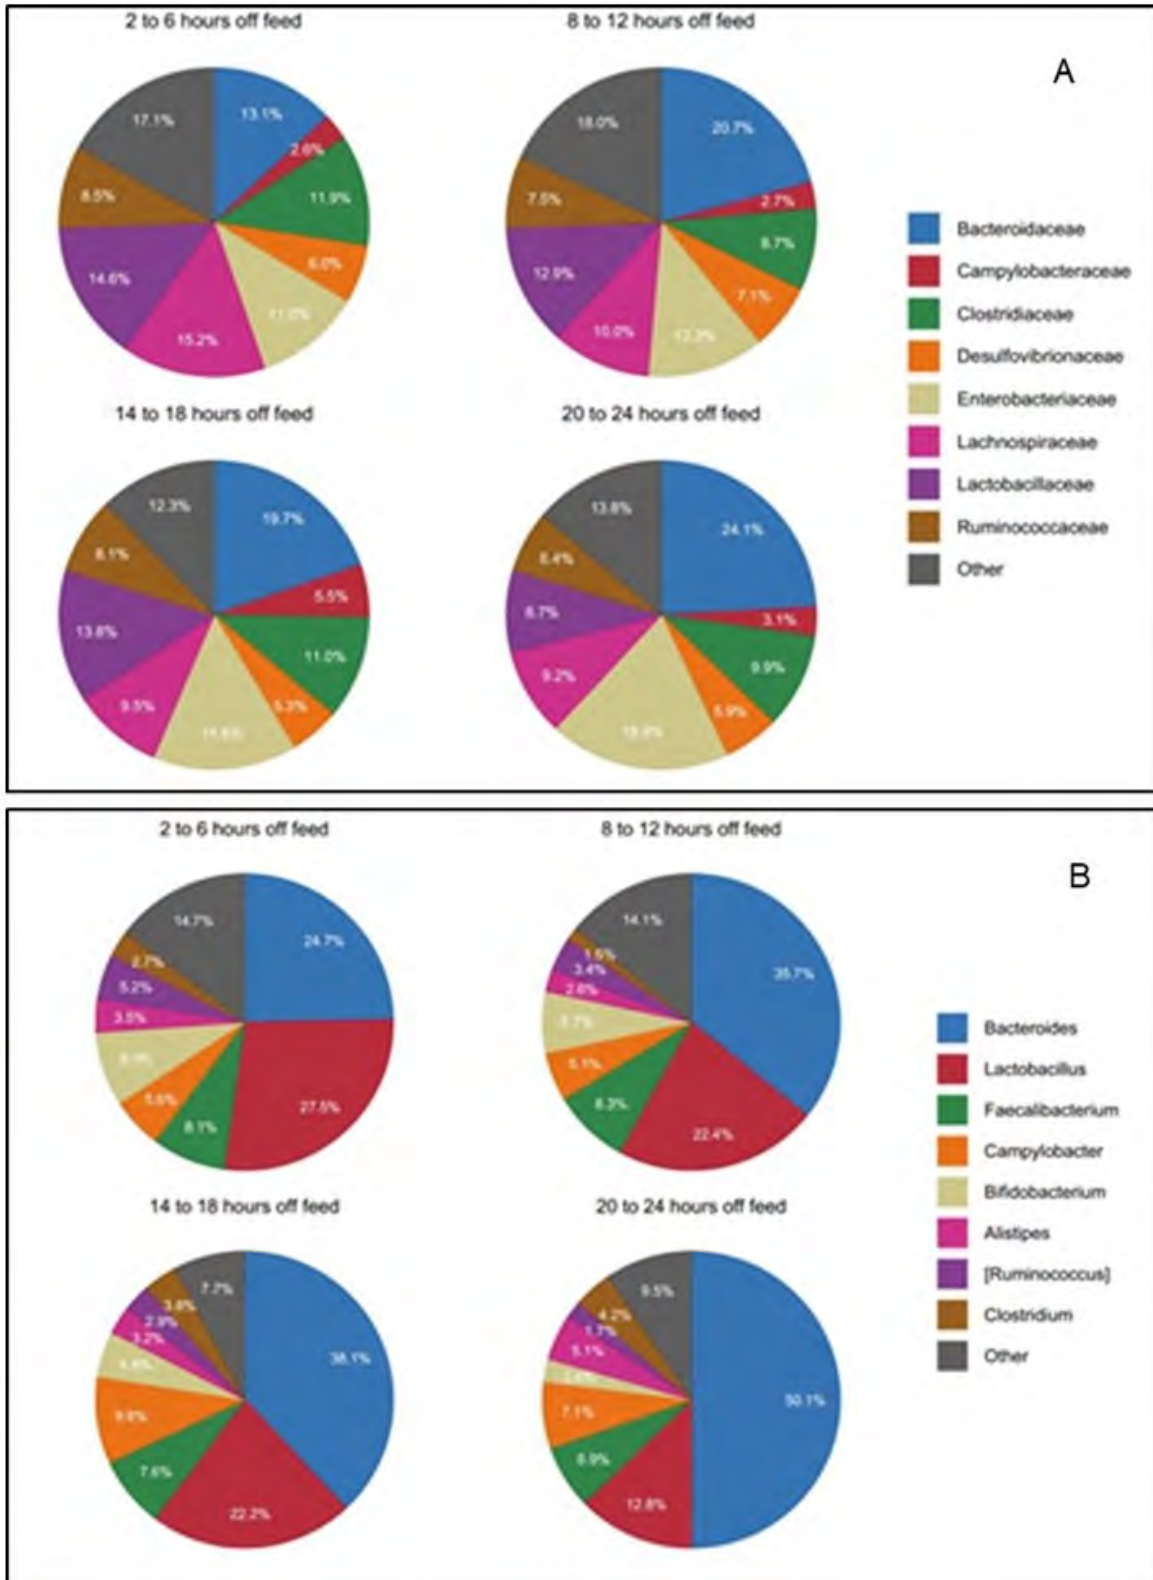 2 to 6 hours off feed
8 to 12 hours off feed
A
13.1%
2.6%
11.9%
6.0%
11.0%
15.2%
14.6%
8.5%
17.1%
20.7%
2.7%
8.7%
7.1%
12.3%
10.0%
12.9%
7.5%
18.0%
Bacteroidaceae
Campylobacteraceae
Clostridiaceae
Desulfovibrionaceae
Enterobacteriaceae
Lachnospiraceae
Lactobacillaceae
Ruminococcaceae
Other
14 to 18 hours off feed
20 to 24 hours off feed
19.7%
5.5%
11.0%
5.3%
9.5%
13.8%
8.1%
12.3%
24.1%
3.1%
9.9%
5.9%
9.2%
13.8%
2 to 6 hours off feed
8 to 12 hours off feed
B
24.7%
27.5%
8.1%
5.6%
3.5%
5.2%
2.7%
14.7%
35.7%
22.4%
8.3%
5.1%
2.6%
3.4%
14.1%
Bacteroides
Lactobacillus
Faecalibacterium
Campylobacter
Bifidobacterium
Alistipes
[Ruminococcus]
Clostridium
Other
14 to 18 hours off feed
20 to 24 hours off feed
38.1%
22.2%
7.6%
3.2%
2.9%
3.8%
7.7%
50.1%
12.8%
7.1%
5.1%
4.2%
9.5%